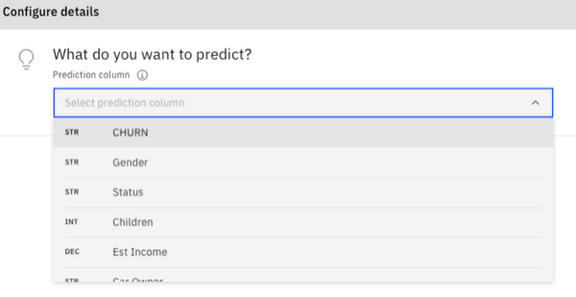 Configure details
What do you want to predict?
Prediction column
Select prediction column
STR CHURN
STR Gender
STR Status
INT Children
DEC Est Income
STR Car Owner